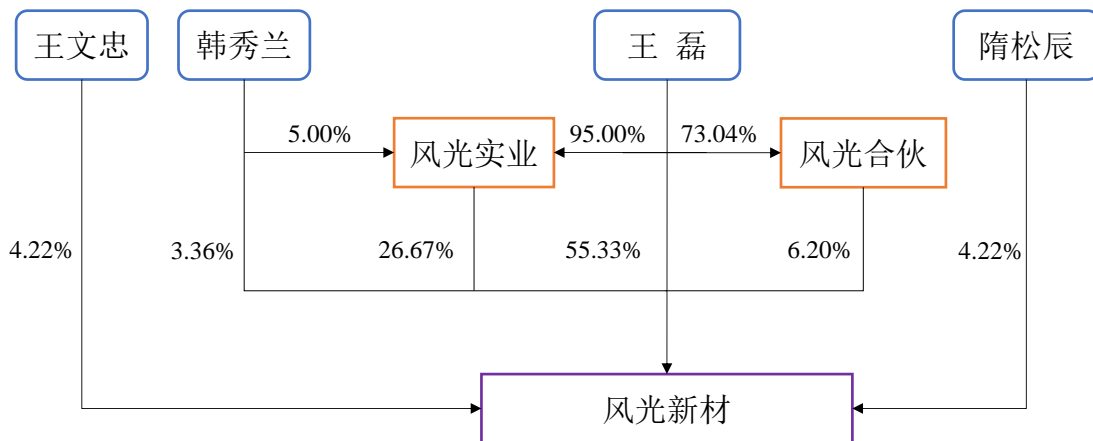 王文忠
韩秀兰
王 磊
隋松辰
5.00%
风光实业
95.00%
73.04%
风光合伙
4.22%
3.36%
26.67%
55.33%
6.20%
4.22%
风光新材